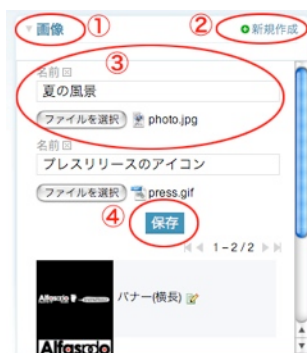 画像 ① ② 新規作成
③
名前
夏の風景
ファイルを選択 photo.jpg
名前
プレスリリースのアイコン
ファイルを選択 press.gif
④ 保存
1-2/2
Alfasado バナー(横長)
Alfasado